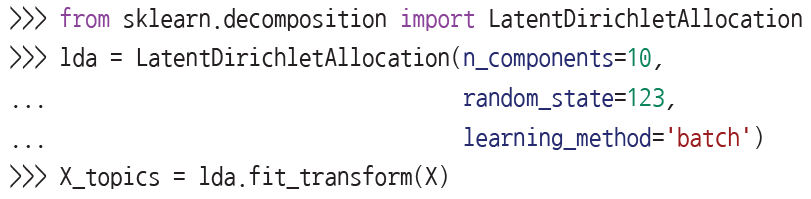 >>> from sklearn.decomposition import LatentDirichletAllocation
>>> lda = LatentDirichletAllocation(n_components=10,
...                                 random_state=123,
...                                 learning_method='batch')
>>> X_topics = lda.fit_transform(X)